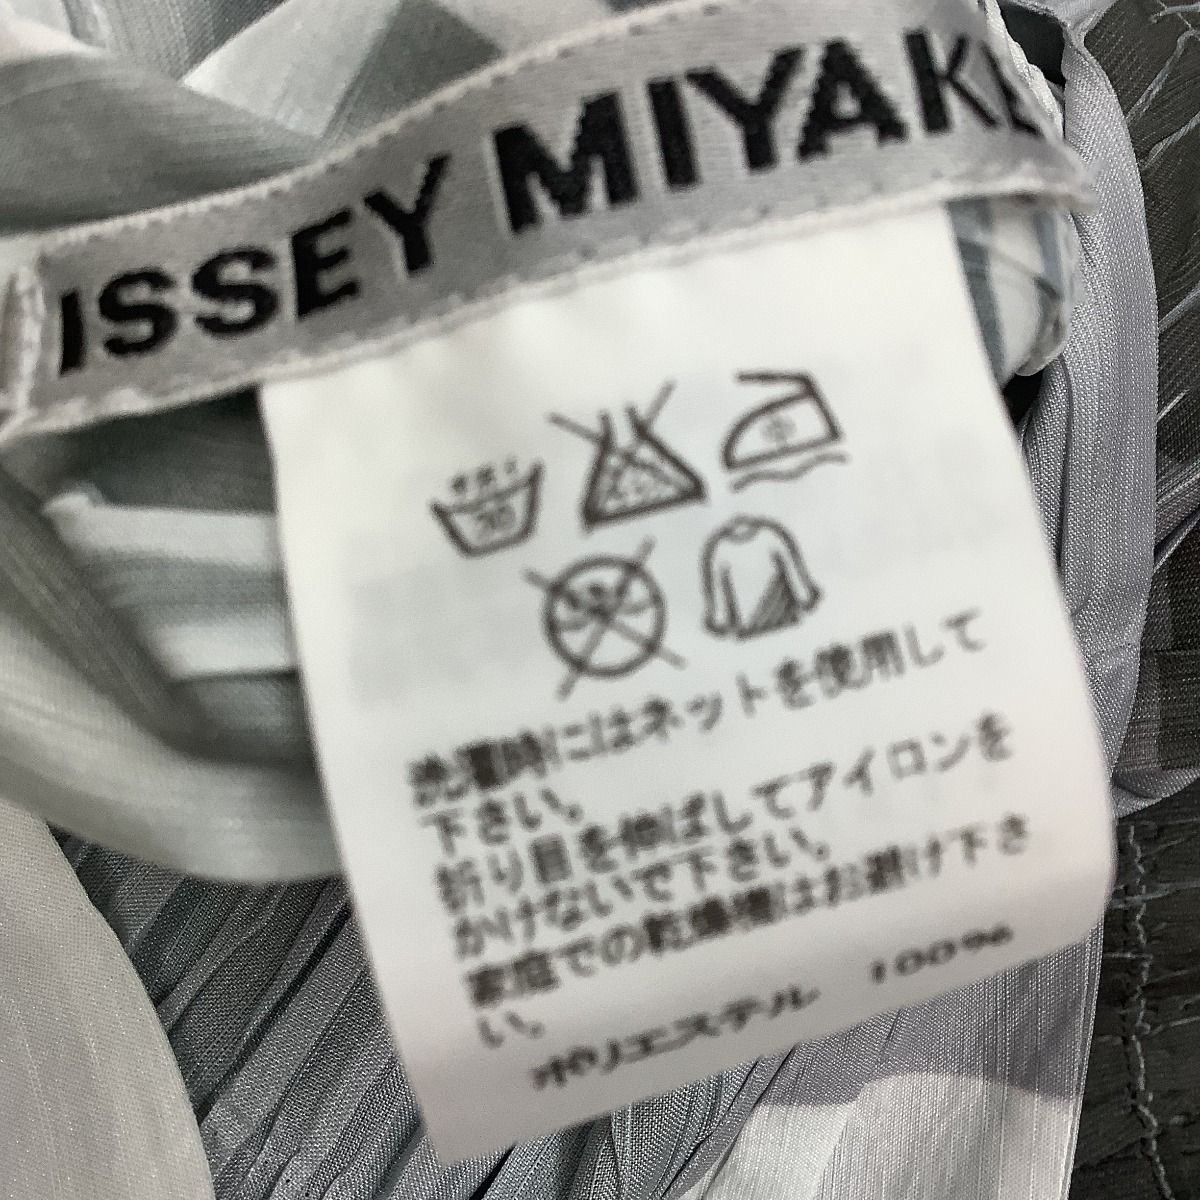 ISSEY MIYAKE
中
洗濯時にはネットを使用して
下さい。
折り目を伸ばしてアイロンを
かけないで下さい。
家庭での乾燥機はお避け下さ
い。
ポリエステル 100%